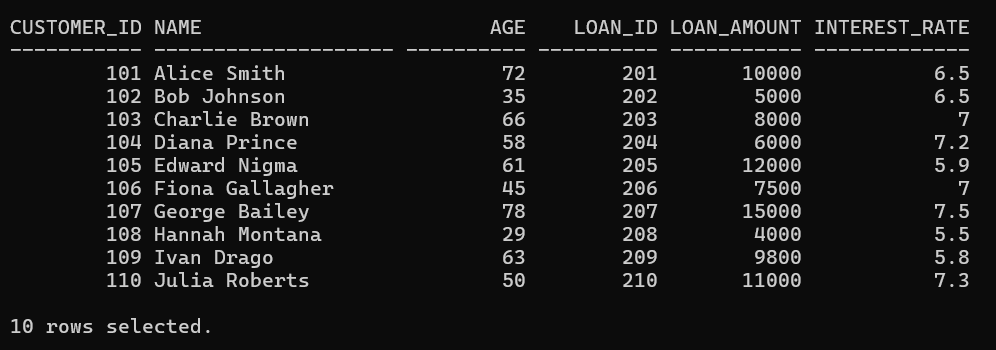 CUSTOMER_ID NAME                        AGE    LOAN_ID LOAN_AMOUNT INTEREST_RATE
----------- -------------------- ---------- ---------- ----------- -------------
        101 Alice Smith                  72        201       10000           6.5
        102 Bob Johnson                  35        202        5000           6.5
        103 Charlie Brown                66        203        8000             7
        104 Diana Prince                 58        204        6000           7.2
        105 Edward Nigma                 61        205       12000           5.9
        106 Fiona Gallagher              45        206        7500             7
        107 George Bailey                78        207       15000           7.5
        108 Hannah Montana               29        208        4000           5.5
        109 Ivan Drago                   63        209        9800           5.8
        110 Julia Roberts                50        210       11000           7.3

10 rows selected.